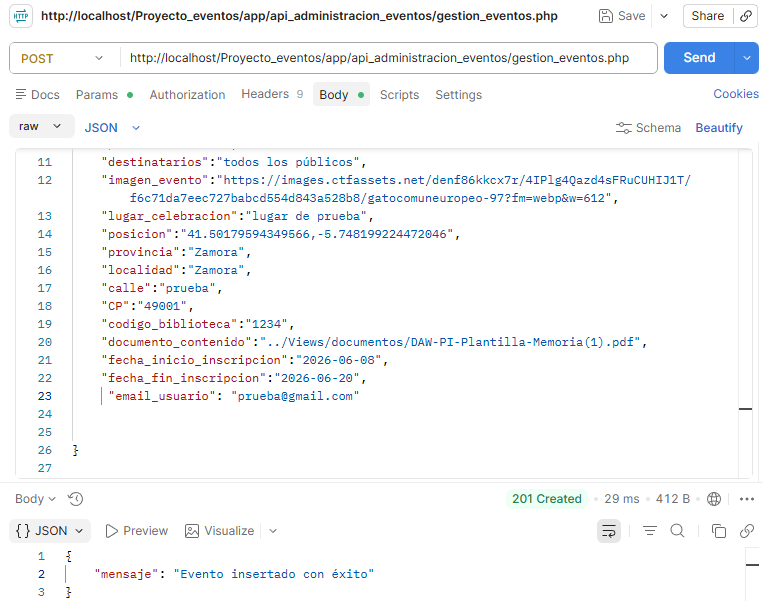 HTTP http://localhost/Proyecto_eventos/app/api_administracion_eventos/gestion_eventos.php Save Share
POST http://localhost/Proyecto_eventos/app/api_administracion_eventos/gestion_eventos.php Send
Docs Params Authorization Headers 9 Body Scripts Settings Cookies
raw JSON Schema Beautify
11 "destinatarios":"todos los públicos",
12 "imagen_evento":"https://images.ctfassets.net/denf86kkcx7r/4IPlg4Qazd4sFRuCUHIJ1T/
f6c71da7eec727babcd554d843a528b8/gatocomuneuropeo-97?fm=webp&w=612",
13 "lugar_celebracion":"lugar de prueba",
14 "posicion":"41.50179594349566,-5.748199224472046",
15 "provincia":"Zamora",
16 "localidad":"Zamora",
17 "calle":"prueba",
18 "CP":"49001",
19 "codigo_biblioteca":"1234",
20 "documento_contenido":"../Views/documentos/DAW-PI-Plantilla-Memoria(1).pdf",
21 "fecha_inicio_inscripcion":"2026-06-08",
22 "fecha_fin_inscripcion":"2026-06-20",
23 "email_usuario": "prueba@gmail.com"
24
25
26 }
27
Body 201 Created 29 ms 412 B
{} JSON Preview Visualize
1 {
2 "mensaje": "Evento insertado con éxito"
3 }